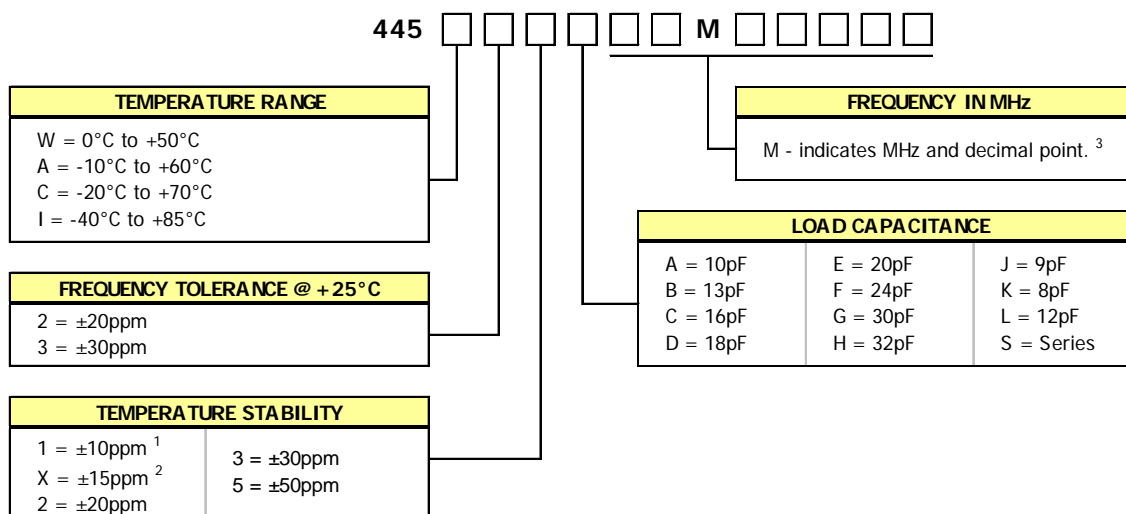 445 M
TEMPERATURE RANGE
W = 0°C to +50°C
A = -10°C to +60°C
C = -20°C to +70°C
I = -40°C to +85°C
FREQUENCY IN MHz
M - indicates MHz and decimal point. ³
LOAD CAPACITANCE
A = 10pF
B = 13pF
C = 16pF
D = 18pF
E = 20pF
F = 24pF
G = 30pF
H = 32pF
J = 9pF
K = 8pF
L = 12pF
S = Series
FREQUENCY TOLERANCE @ +25°C
2 = ±20ppm
3 = ±30ppm
TEMPERATURE STABILITY
1 = ±10ppm ¹
X = ±15ppm ²
2 = ±20ppm
3 = ±30ppm
5 = ±50ppm